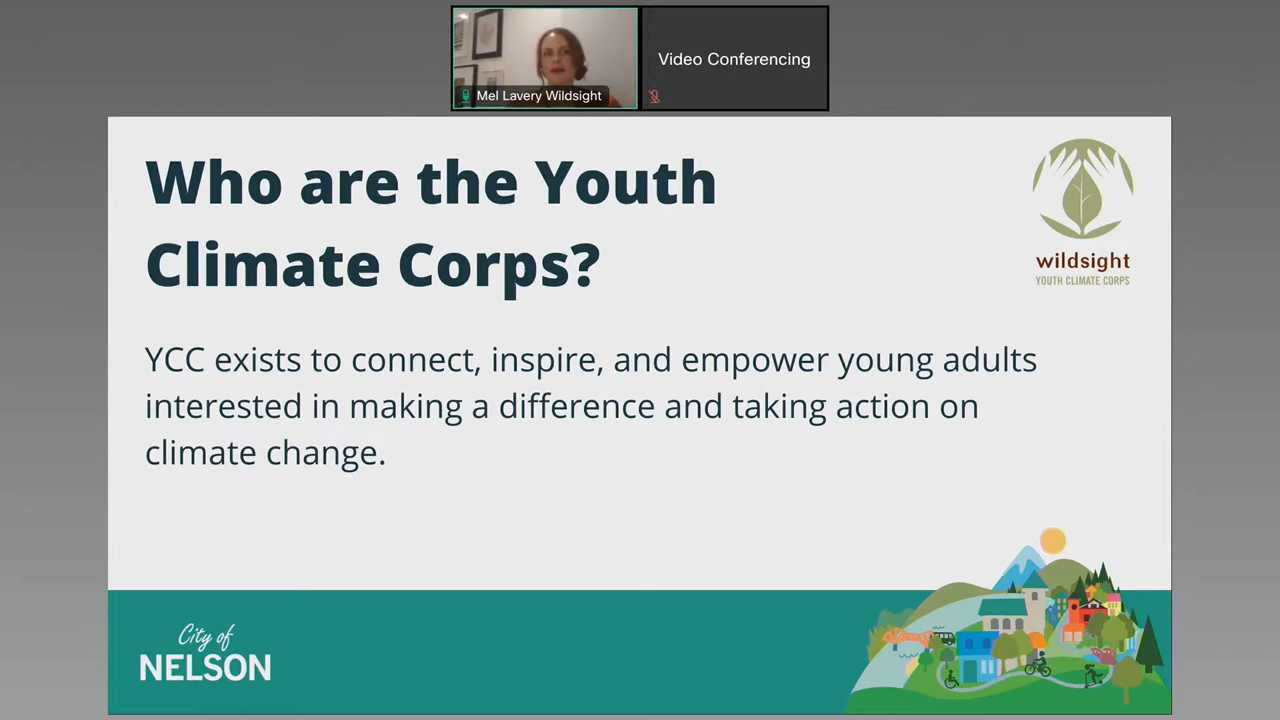 Mel Lavery Wildsight
Video Conferencing
Who are the Youth
Climate Corps?
wildsight
YOUTH CLIMATE CORPS
YCC exists to connect, inspire, and empower young adults
interested in making a difference and taking action on
climate change.
City of
NELSON